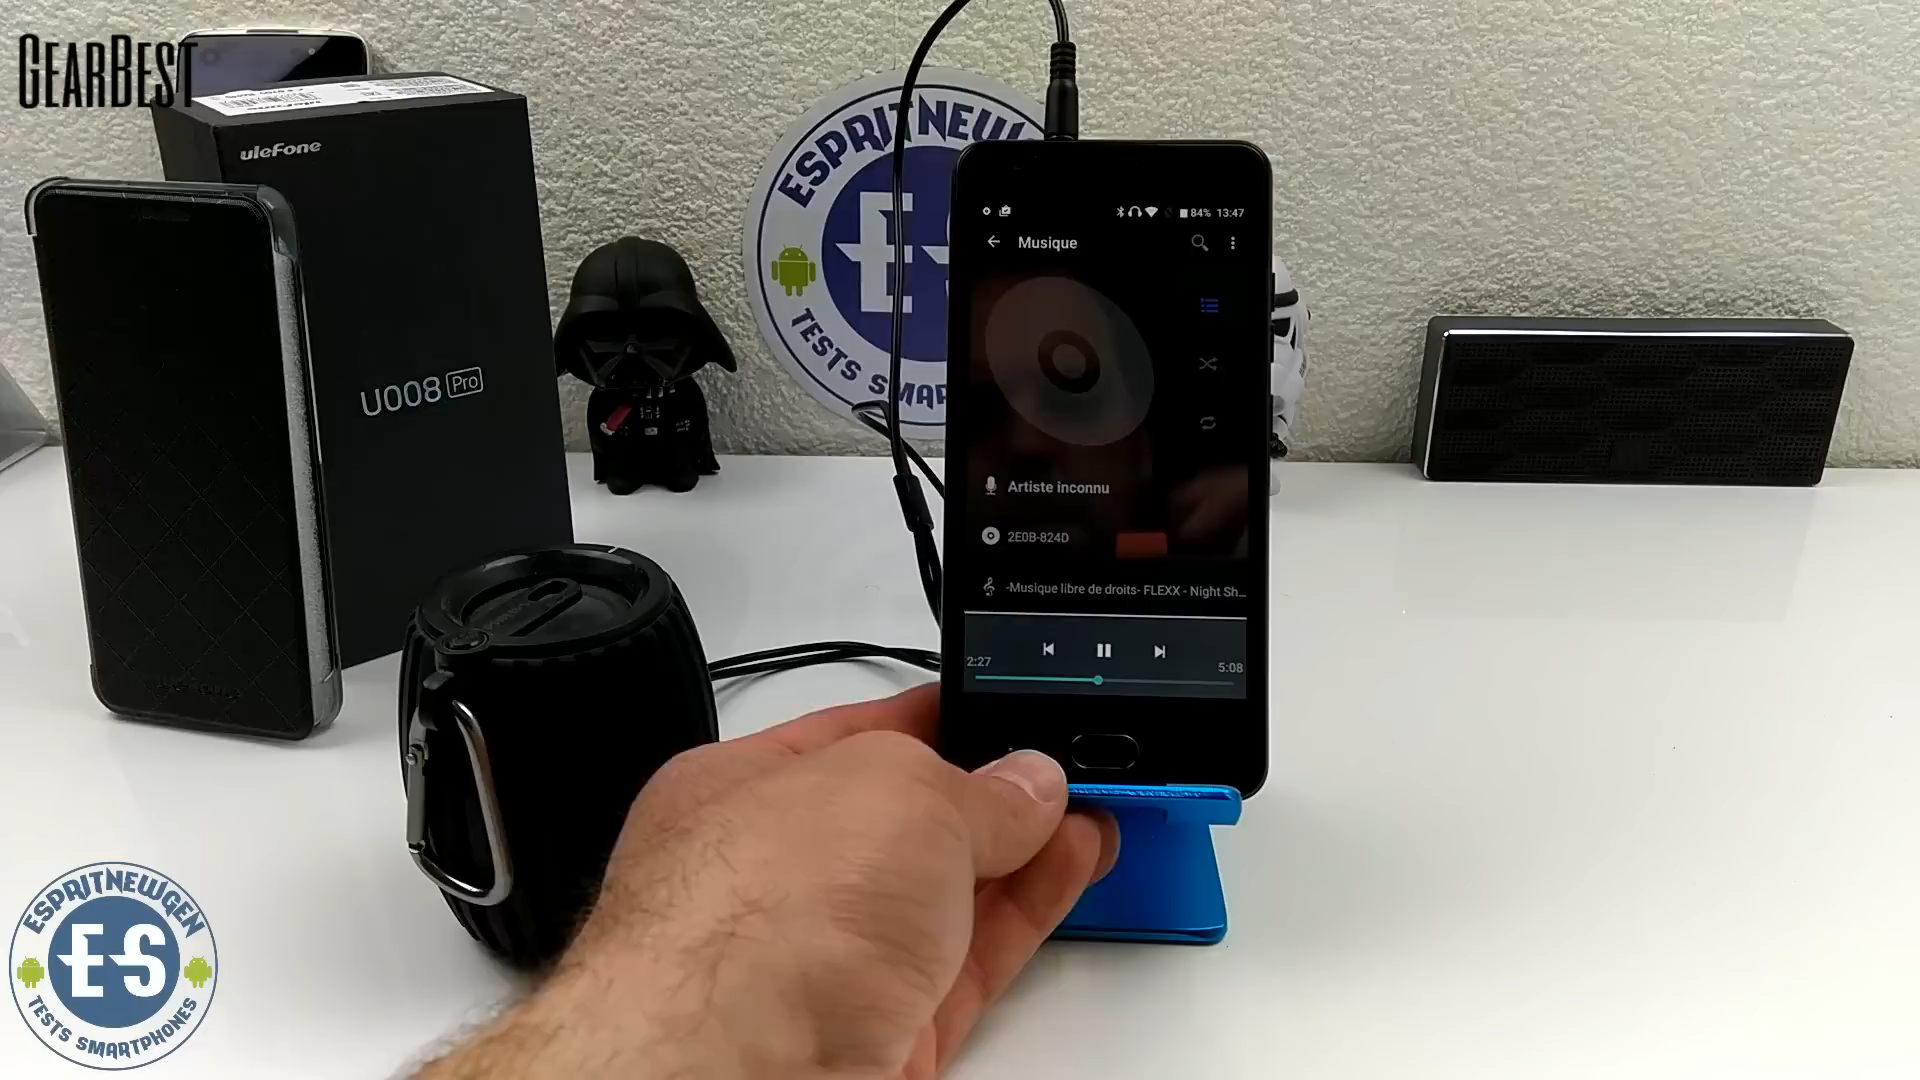 GEARBEST
uleFone
uleFone
U008 Pro
ESPRITNEW
TESTS SMAR
84% 13:47
Musique
Artiste inconnu
2E0B-824D
-Musique libre de droits- FLEXX - Night Sh...
2:27
5:08
ESPRITNEWGEN
ES
TESTS SMARTPHONES